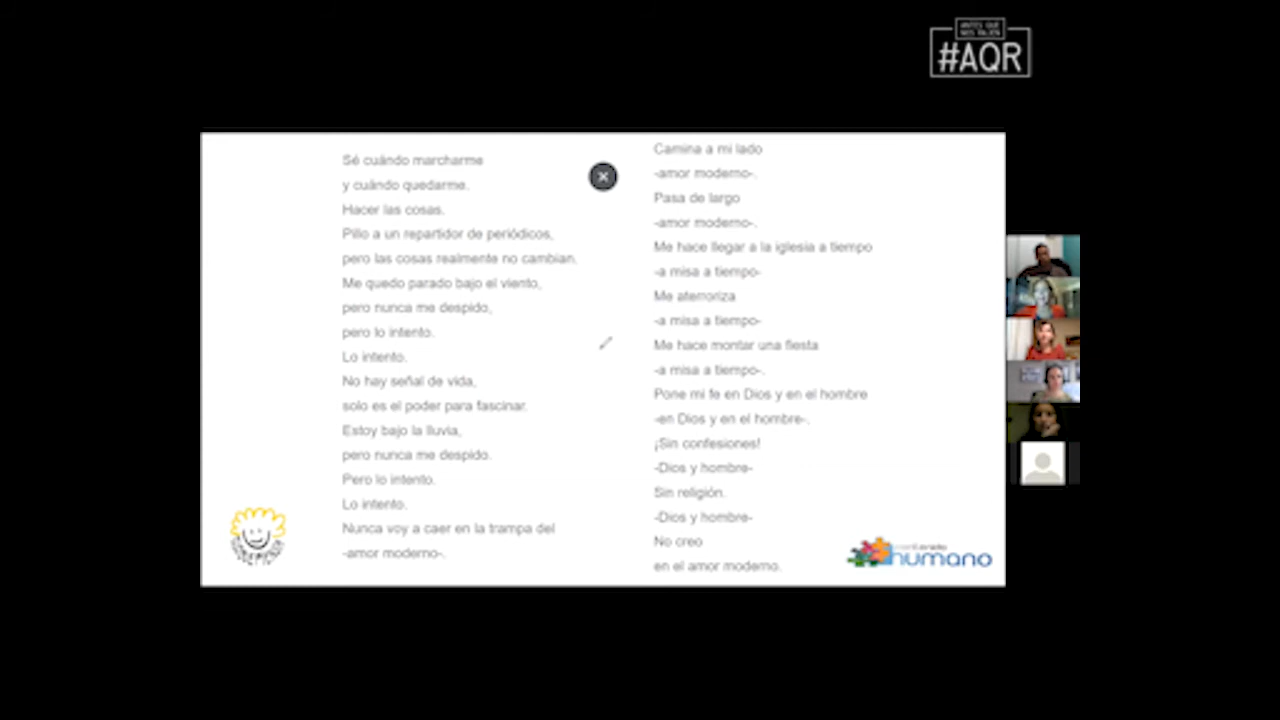 ANTES QUE
NOS RAJEN
#AQR
Sé cuándo marcharme
y cuándo quedarme.
Hacer las cosas.
Pillo a un repartidor de periódicos,
pero las cosas realmente no cambian.
Me quedo parado bajo el viento,
pero nunca me despido,
pero lo intento.
Lo intento.
No hay señal de vida,
solo es el poder para fascinar.
Estoy bajo la lluvia,
pero nunca me despido.
Pero lo intento.
Lo intento.
Nunca voy a caer en la trampa del
-amor moderno-.
Camina a mi lado
-amor moderno-.
Pasa de largo
-amor moderno-.
Me hace llegar a la iglesia a tiempo
-a misa a tiempo-
Me aterroriza
-a misa a tiempo-
Me hace montar una fiesta
-a misa a tiempo-.
Pone mi fe en Dios y en el hombre
-en Dios y en el hombre-.
¡Sin confesiones!
-Dios y hombre-
Sin religión.
-Dios y hombre-
No creo
en el amor moderno.
humano